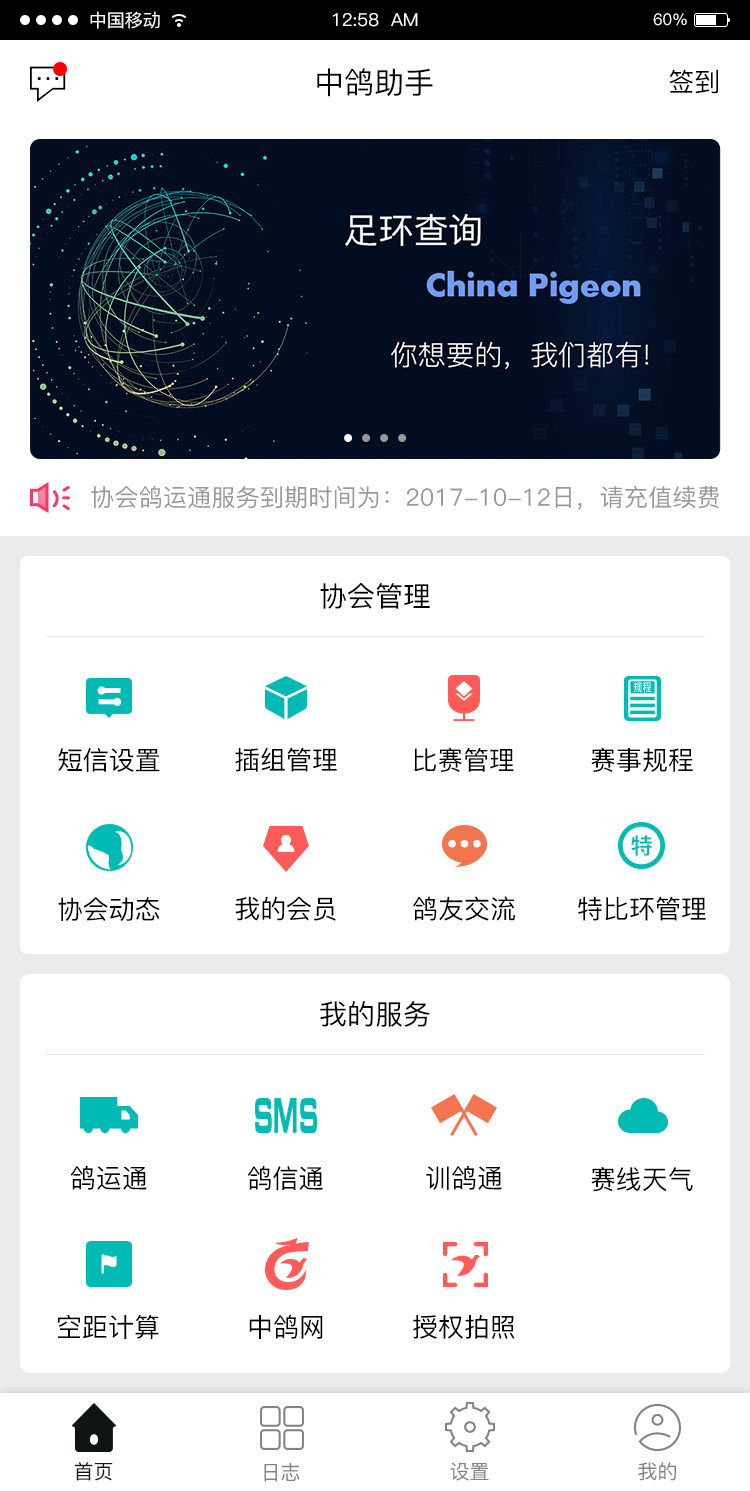 中国移动 12:58 AM 60%
中鸽助手 签到
足环查询
China Pigeon
你想要的，我们都有!
协会鸽运通服务到期时间为：2017-10-12日，请充值续费
协会管理
规程
短信设置 插组管理 比赛管理 赛事规程
特
协会动态 我的会员 鸽友交流 特比环管理
我的服务
SMS
鸽运通 鸽信通 训鸽通 赛线天气
空距计算 中鸽网 授权拍照
首页 日志 设置 我的